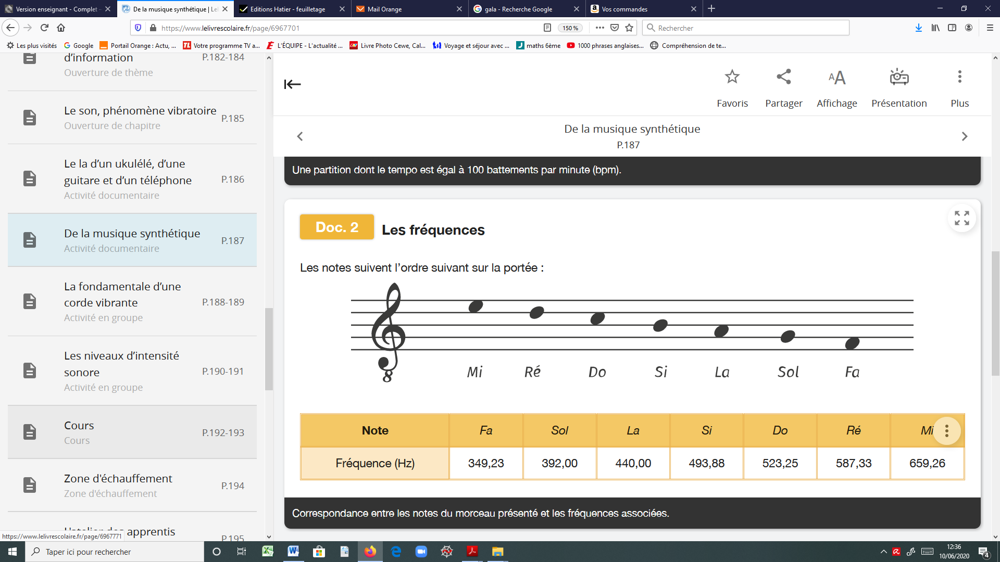 Version enseignant - Complet -
De la musique synthétique | Lel
Editions Hatier - feuilletage
Mail Orange
gala - Recherche Google
Vos commandes
https://www.lelivrescolaire.fr/page/6967701
150 %
Rechercher
Les plus visités
Google
Portail Orange : Actu, ...
Votre programme TV a...
L'ÉQUIPE - L'actualité ...
Livre Photo Cewe, Cal...
Voyage et séjour avec ...
maths 6ème
1000 phrases anglaises...
Compréhension de te...
d'information
P.182-184
Ouverture de thème
Le son, phénomène vibratoire
P.185
Ouverture de chapitre
Le la d'un ukulélé, d'une
guitare et d'un téléphone
P.186
Activité documentaire
De la musique synthétique
P.187
Activité documentaire
La fondamentale d'une
corde vibrante
P.188-189
Activité en groupe
Les niveaux d'intensité
sonore
P.190-191
Activité en groupe
Cours
P.192-193
Cours
Zone d'échauffement
P.194
Zone d'échauffement
L'atelier des apprentis
P.195
https://www.lelivrescolaire.fr/page/6967771
Favoris
Partager
AA
Affichage
Présentation
Plus
De la musique synthétique
P.187
Une partition dont le tempo est égal à 100 battements par minute (bpm).
Doc. 2 Les fréquences
Les notes suivent l'ordre suivant sur la portée :
8
Mi Ré Do Si La Sol Fa
Note Fa Sol La Si Do Ré Mi
Fréquence (Hz) 349,23 392,00 440,00 493,88 523,25 587,33 659,26
Correspondance entre les notes du morceau présenté et les fréquences associées.
Taper ici pour rechercher
12:36
10/06/2020
4